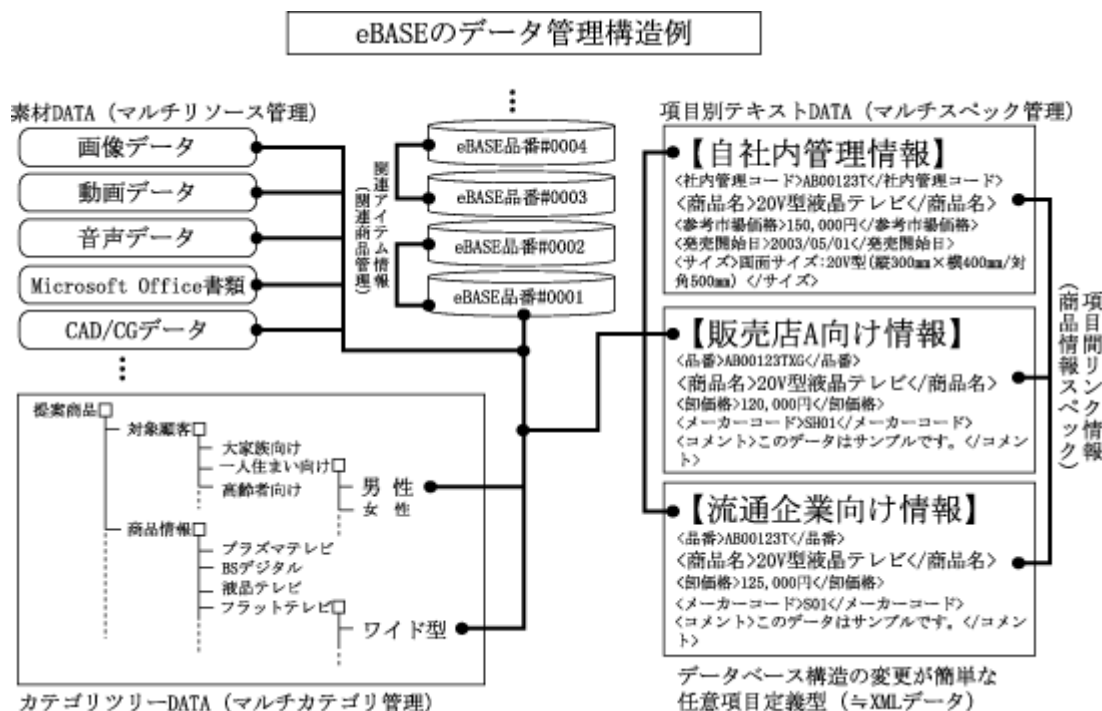 eBASEのデータ管理構造例
素材DATA（マルチリソース管理）
画像データ
動画データ
音声データ
Microsoft Office書類
CAD/CGデータ
⋮
⋮
eBASE品番#0004
eBASE品番#0003
eBASE品番#0002
eBASE品番#0001
関連アイテム情報
（関連商品管理）
提案商品
対象顧客
大家族向け
一人住まい向け
高齢者向け
男 性
女 性
商品情報
プラズマテレビ
BSデジタル
液晶テレビ
フラットテレビ
ワイド型
カテゴリツリーDATA（マルチカテゴリ管理）
項目別テキストDATA（マルチスペック管理）
【自社内管理情報】
<社内管理コード>AB00123T</社内管理コード>
<商品名>20V型液晶テレビ</商品名>
<参考市場価格>150,000円</参考市場価格>
<発売開始日>2003/05/01</発売開始日>
<サイズ>画面サイズ:20V型(縦300㎜×横400㎜/対
角500㎜) </サイズ>
【販売店A向け情報】
<品番>AB00123TXG</品番>
<商品名>20V型液晶テレビ</商品名>
<卸価格>120,000円</卸価格>
<メーカーコード>SH01</メーカーコード>
<コメント>このデータはサンプルです。</コメン
ト>
【流通企業向け情報】
<品番>AB00123T</品番>
<商品名>20V型液晶テレビ</商品名>
<卸価格>125,000円</卸価格>
<メーカーコード>S01</メーカーコード>
<コメント>このデータはサンプルです。</コメン
ト>
項目間リンク情報
（商品情報スペック）
データベース構造の変更が簡単な
任意項目定義型（≒XMLデータ）